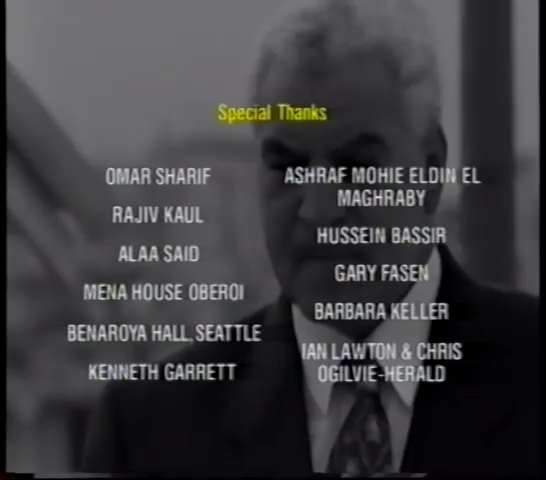 Special Thanks
OMAR SHARIF
RAJIV KAUL
ALAA SAID
MENA HOUSE OBEROI
BENAROYA HALL, SEATTLE
KENNETH GARRETT
ASHRAF MOHIE ELDIN EL
MAGHRABY
HUSSEIN BASSIR
GARY FASEN
BARBARA KELLER
IAN LAWTON & CHRIS
OGILVIE-HERALD